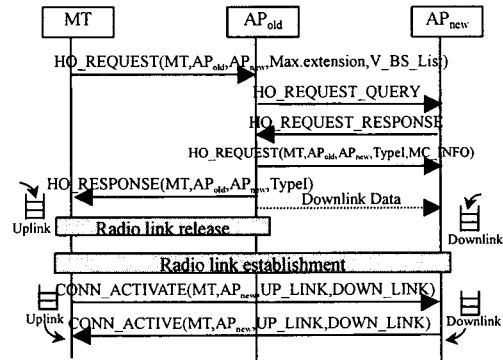 MT AP_old AP_new
HO_REQUEST(MT,AP_old,AP_new,Max.extension,V_BS_List)
HO_REQUEST_QUERY
HO_REQUEST_RESPONSE
HO_REQUEST(MT,AP_old,AP_new,TypeI,MC_INFO)
HO_RESPONSE(MT,AP_old,AP_new,TypeI)
Downlink Data
Uplink
Radio link release
Downlink
Radio link establishment
CONN_ACTIVATE(MT,AP_new,UP_LINK,DOWN_LINK)
Uplink
Downlink
CONN_ACTIVE(MT,AP_new,UP_LINK,DOWN_LINK)